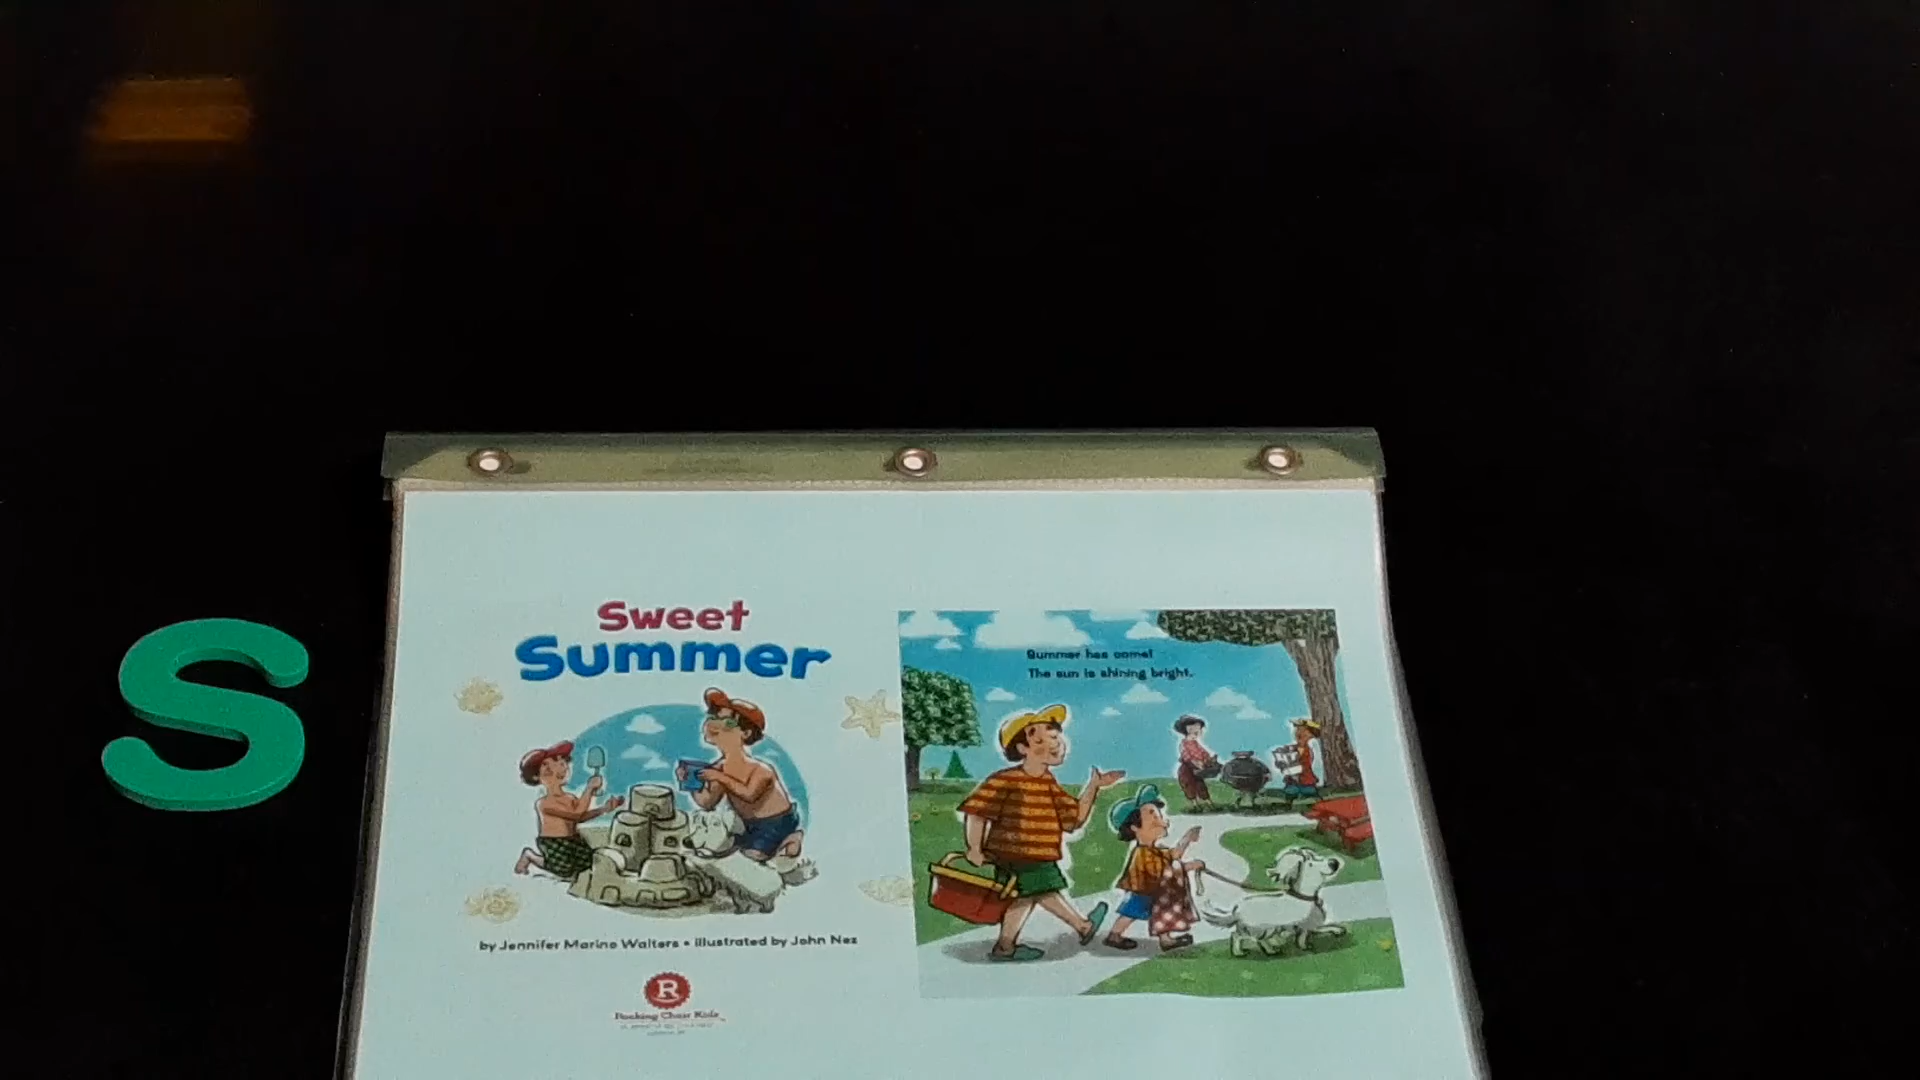 S
Sweet
Summer
by Jennifer Marino Walters • illustrated by John Nez
R
Rocking Chair Kids
Summer has come!
The sun is shining bright.